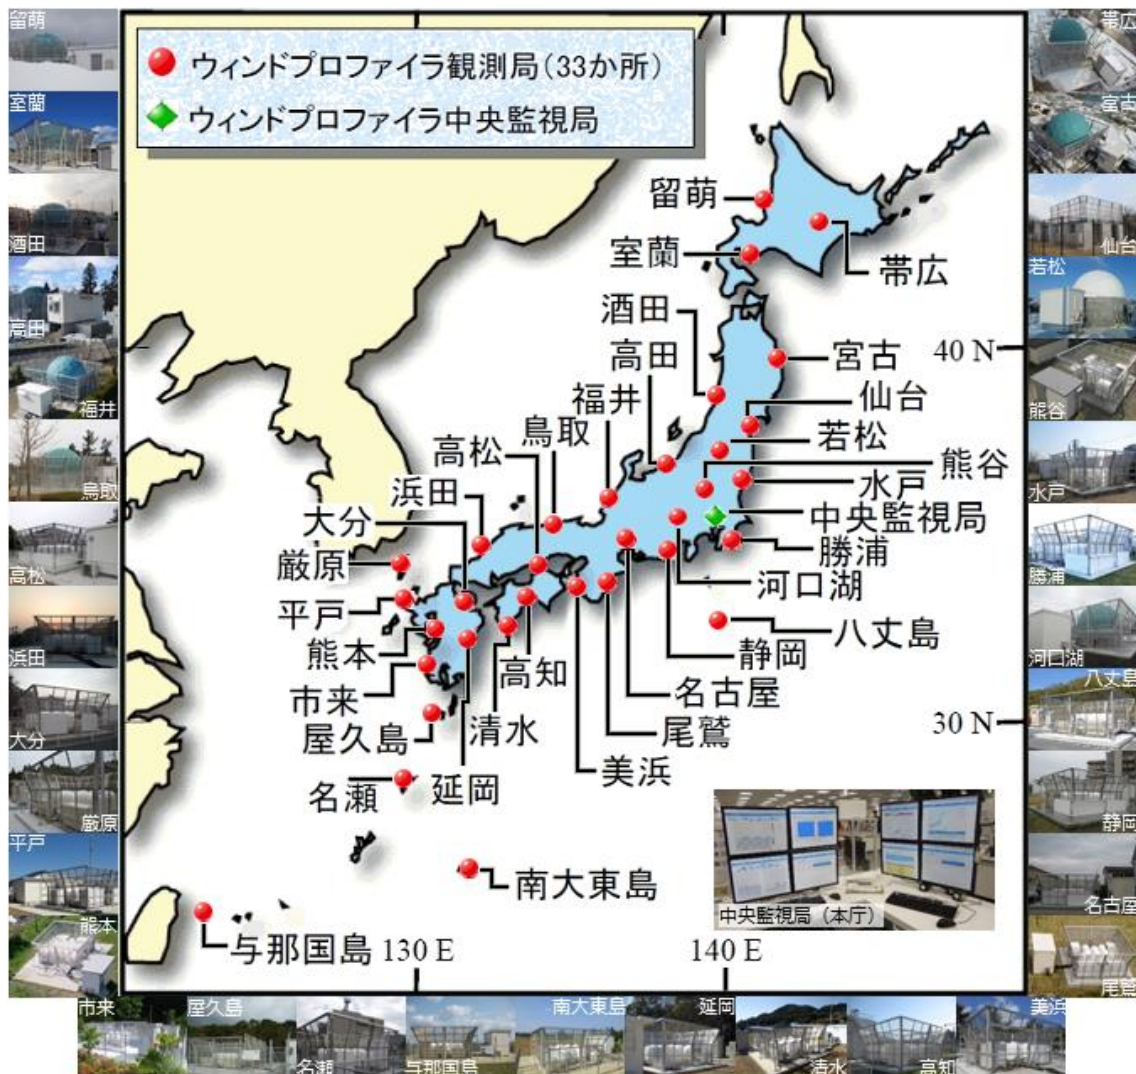 ウィンドプロファイラ観測局（33か所）
ウィンドプロファイラ中央監視局
留萌
室蘭
帯広
酒田
高田
宮古
40 N
福井
仙台
鳥取
若松
高松
熊谷
浜田
水戸
大分
中央監視局
厳原
勝浦
河口湖
平戸
八丈島
熊本
高知
静岡
市来
名古屋
屋久島
清水
尾鷲
30 N
名瀬
延岡
美浜
南大東島
中央監視局（本庁）
与那国島
130 E
140 E
留萌
室蘭
酒田
高田
福井
鳥取
高松
浜田
大分
厳原
平戸
熊本
帯広
宮古
仙台
若松
熊谷
水戸
勝浦
河口湖
八丈島
静岡
名古屋
尾鷲
市来
屋久島
名瀬
与那国島
南大東島
延岡
清水
高知
美浜